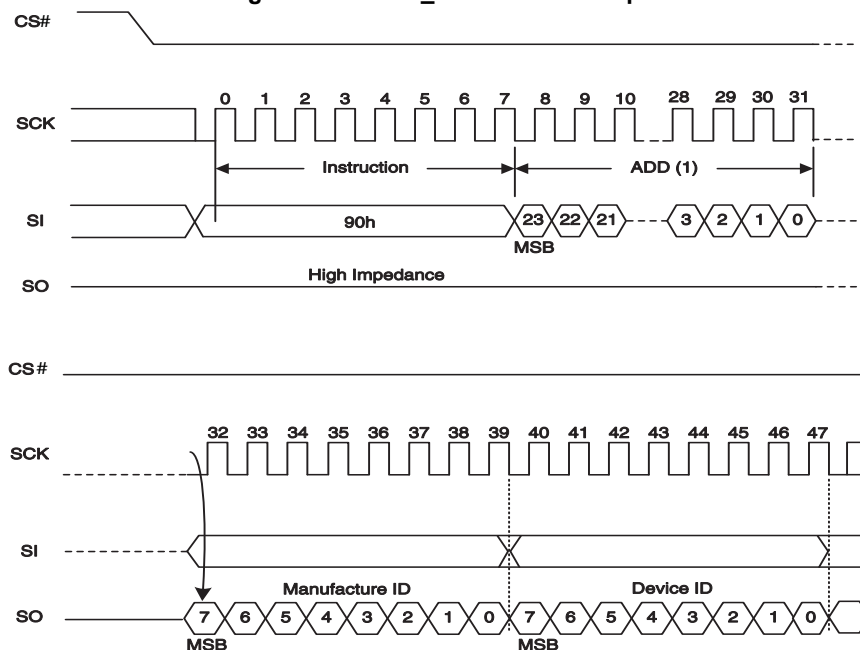 CS#
0 1 2 3 4 5 6 7 8 9 10 28 29 30 31
SCK
Instruction ADD (1)
SI 90h 23 22 21 3 2 1 0
MSB
High Impedance
SO
CS#
32 33 34 35 36 37 38 39 40 41 42 43 44 45 46 47
SCK
SI
Manufacture ID Device ID
SO 7 6 5 4 3 2 1 0 7 6 5 4 3 2 1 0
MSB MSB